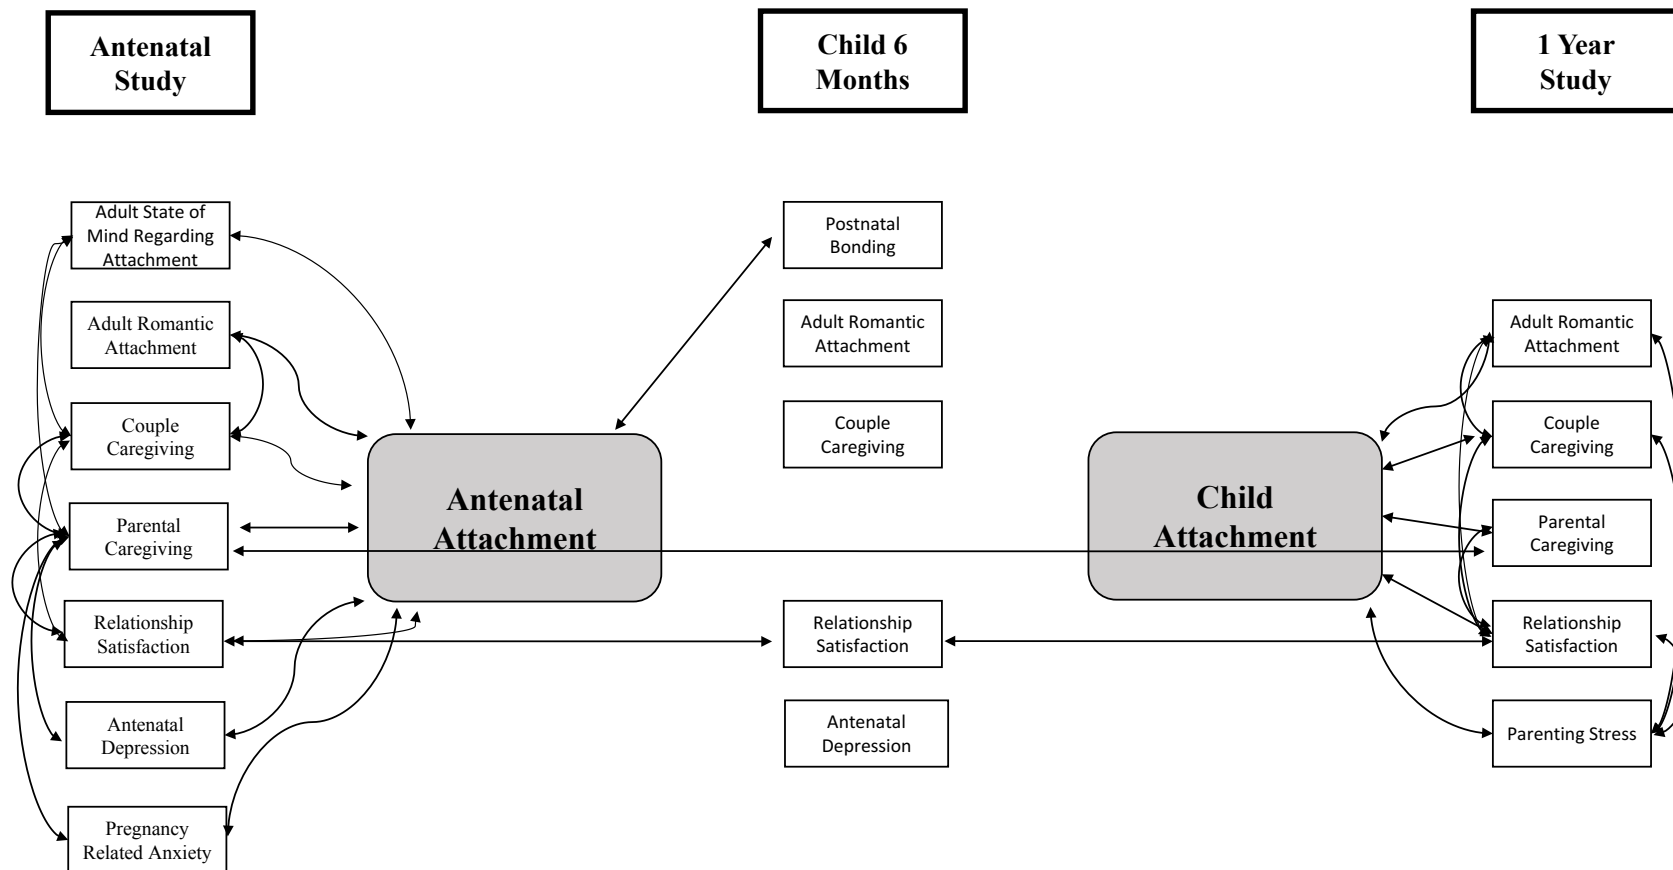 Antenatal
Study
Child 6
Months
1 Year
Study
Adult State of
Mind Regarding
Attachment
Adult Romantic
Attachment
Couple
Caregiving
Parental
Caregiving
Relationship
Satisfaction
Antenatal
Depression
Pregnancy
Related Anxiety
Antenatal
Attachment
Postnatal
Bonding
Adult Romantic
Attachment
Couple
Caregiving
Relationship
Satisfaction
Antenatal
Depression
Child
Attachment
Adult Romantic
Attachment
Couple
Caregiving
Parental
Caregiving
Relationship
Satisfaction
Parenting Stress